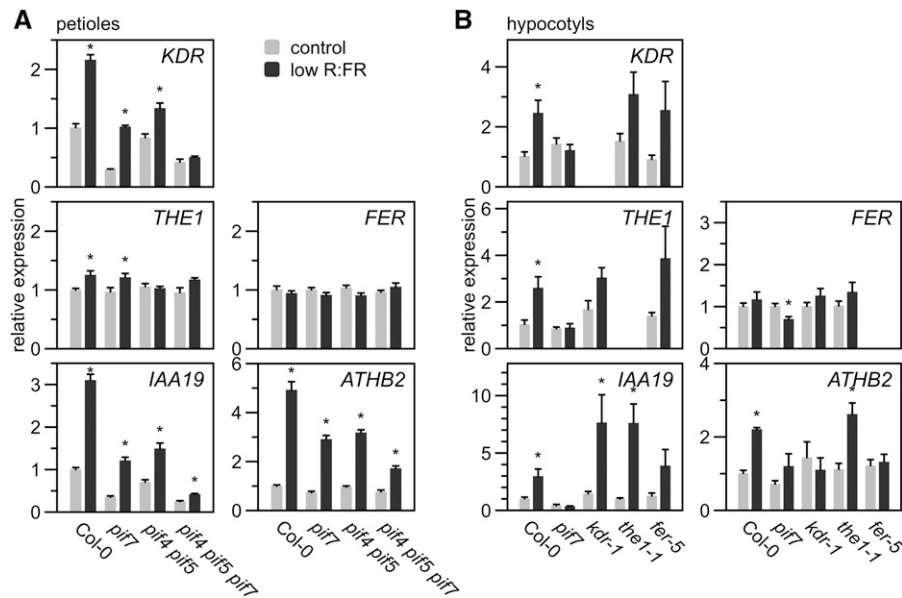 A
petioles
control
low R:FR
relative expression
KDR
*
*
*
2
1
0
THE1
*
*
2
1
0
FER
2
1
0
IAA19
*
*
*
*
3
2
1
0
ATHB2
*
*
*
*
6
4
2
0
Col-0
pif7
pif4 pif5
pif4 pif5 pif7
Col-0
pif7
pif4 pif5
pif4 pif5 pif7
B
hypocotyls
relative expression
KDR
*
4
2
0
THE1
*
6
4
2
0
FER
*
3
2
1
0
IAA19
*
*
*
10
5
0
ATHB2
*
*
4
2
0
Col-0
pif7
kdr-1
the1-1
fer-5
Col-0
pif7
kdr-1
the1-1
fer-5